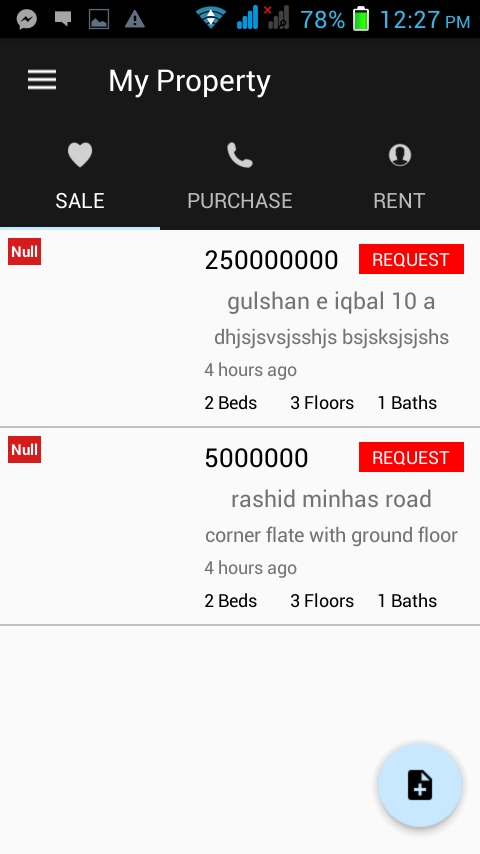 78% 12:27 PM
My Property
SALE PURCHASE RENT
Null
250000000 REQUEST
gulshan e iqbal 10 a
dhjsjsvsjsshjs bsjsksjsjshs
4 hours ago
2 Beds 3 Floors 1 Baths
Null
5000000 REQUEST
rashid minhas road
corner flate with ground floor
4 hours ago
2 Beds 3 Floors 1 Baths